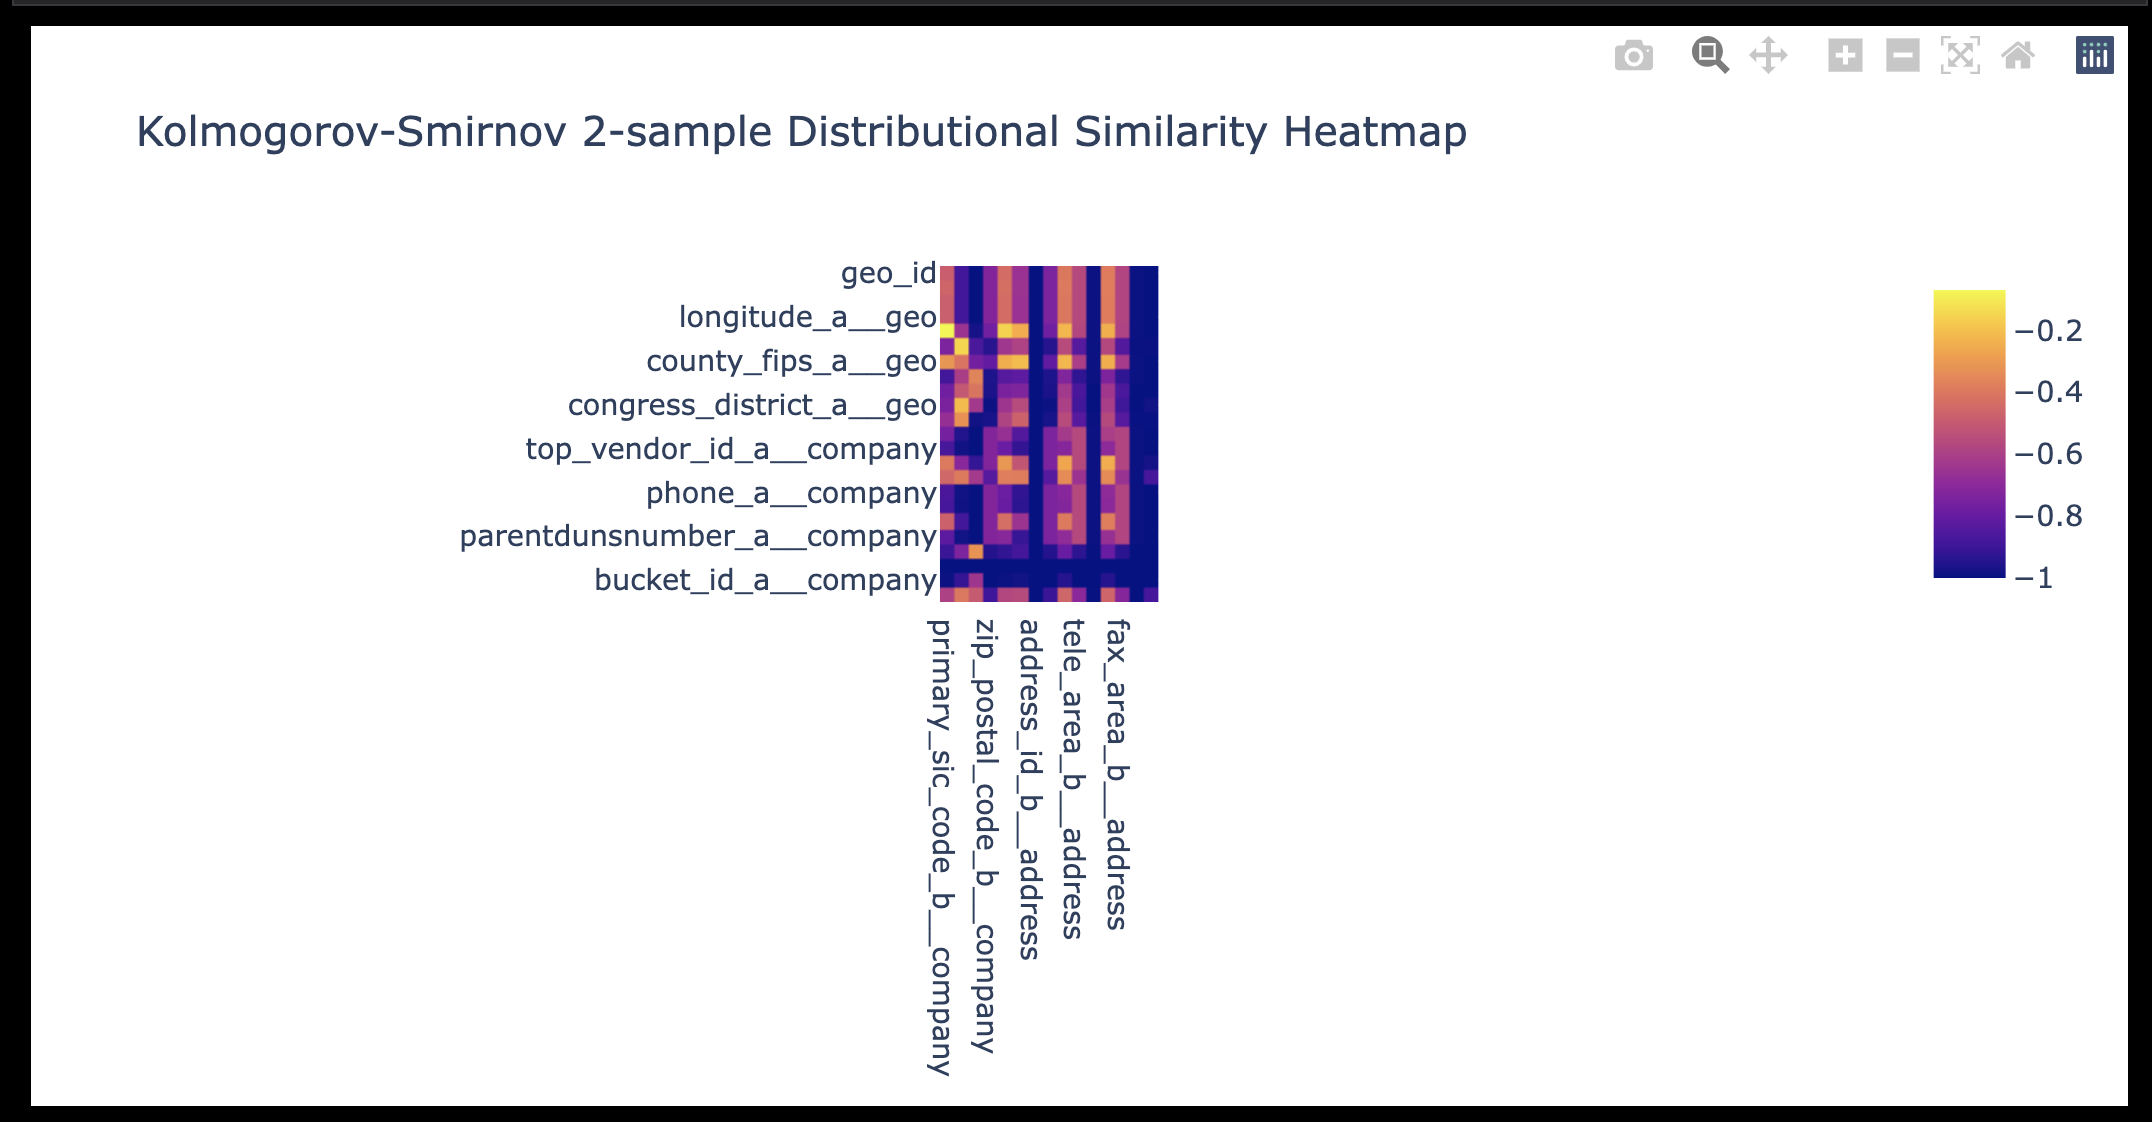 Kolmogorov-Smirnov 2-sample Distributional Similarity Heatmap
geo_id
longitude_a__geo
county_fips_a__geo
congress_district_a__geo
top_vendor_id_a__company
phone_a__company
parentdunsnumber_a__company
bucket_id_a__company
primary_sic_code_b__company
zip_postal_code_b__company
address_id_b__address
tele_area_b__address
fax_area_b__address
−0.2
−0.4
−0.6
−0.8
−1